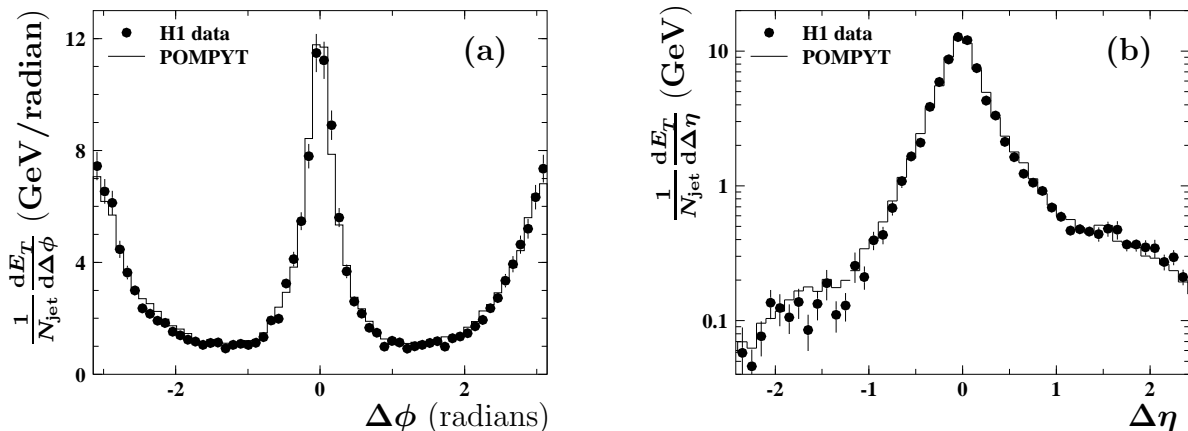 H1 data
POMPYT
(a)
12
8
4
0
-2
0
2
Δϕ (radians)
1/N_jet dE_T/dΔϕ (GeV/radian)
H1 data
POMPYT
(b)
10
1
0.1
-2
-1
0
1
2
Δη
1/N_jet dE_T/dΔη (GeV)